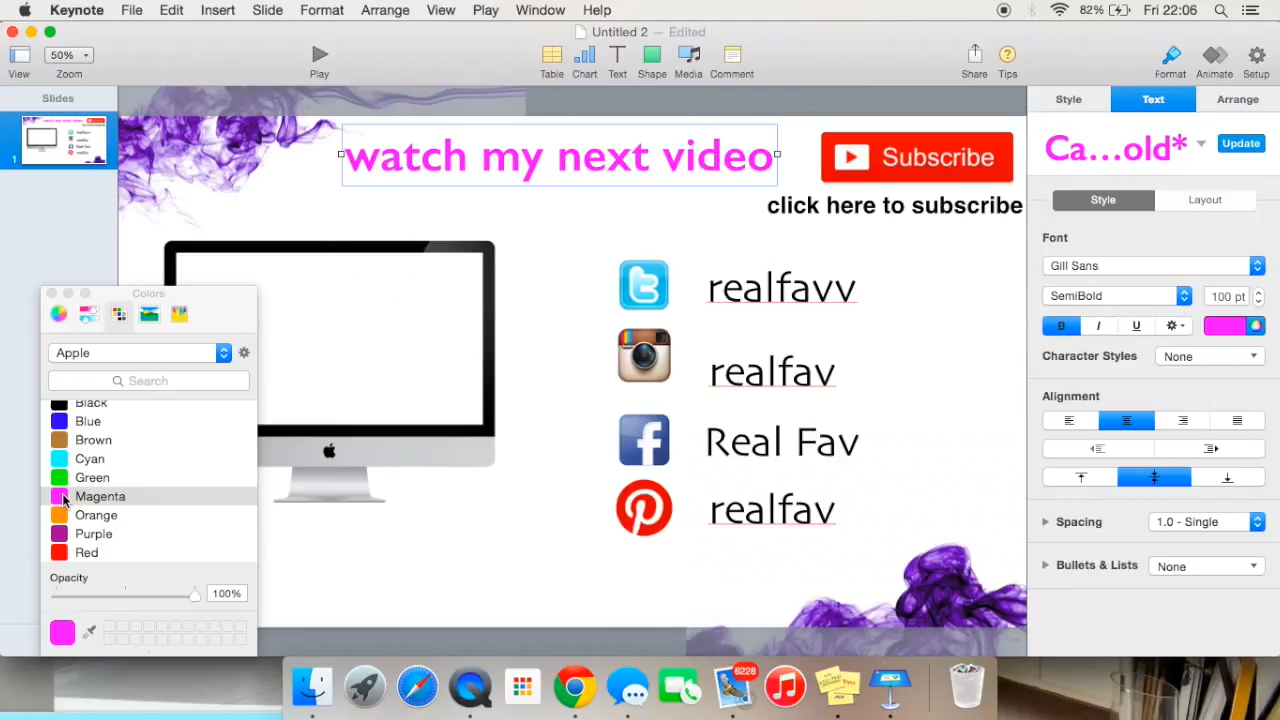 Keynote File Edit Insert Slide Format Arrange View Play Window Help 82% Fri 22:06
Untitled 2 — Edited
50%
View Zoom Play Table Chart Text Shape Media Comment Share Tips Format Animate Setup
Slides
1
watch my next video
Subscribe
click here to subscribe
realfavv
realfav
Real Fav
realfav
Colors
Apple
Search
Black
Blue
Brown
Cyan
Green
Magenta
Orange
Purple
Red
Opacity
100%
Style Text Arrange
Ca...old* Update
Style Layout
Font
Gill Sans
SemiBold 100 pt
B I U
Character Styles None
Alignment
Spacing 1.0 - Single
Bullets & Lists None
6228